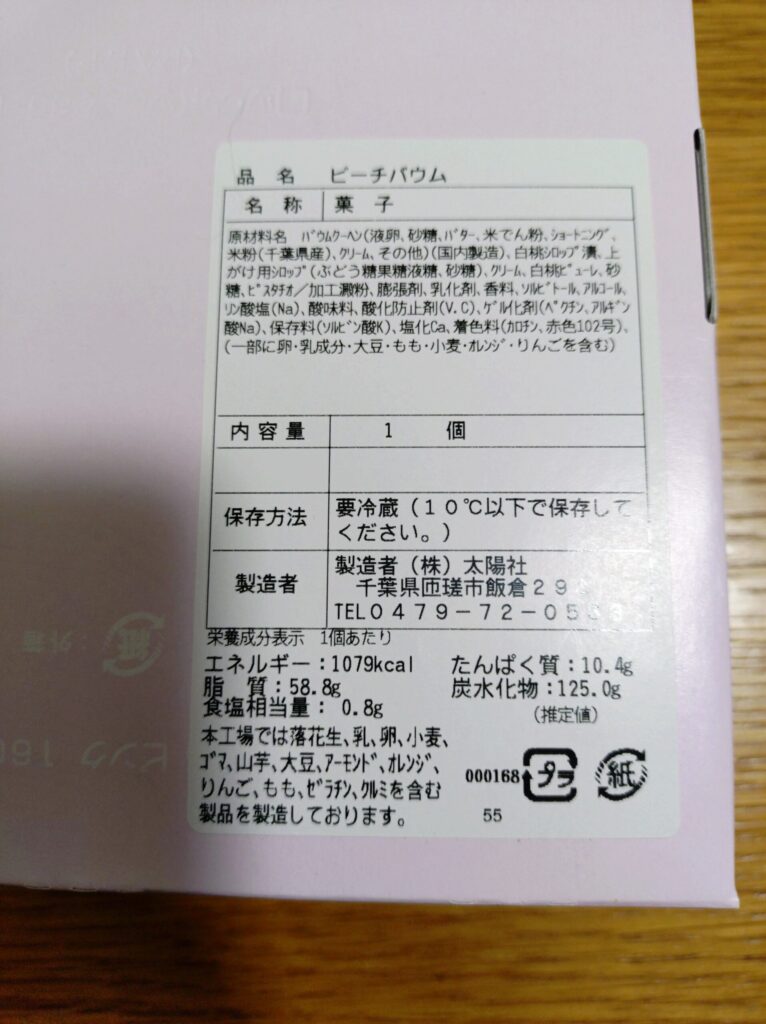 品 名 ピーチバウム
名 称 菓 子
原材料名 ﾊﾞｳﾑｸｰﾍﾝ(液卵､砂糖､ﾊﾞﾀｰ､米でん粉､ｼｮｰﾄﾆﾝｸﾞ､
米粉(千葉県産)､ｸﾘｰﾑ､その他)(国内製造)､白桃ｼﾛｯﾌﾟ漬､上
がけ用ｼﾛｯﾌﾟ(ぶどう糖果糖液糖､砂糖)､ｸﾘｰﾑ､白桃ﾋﾟｭｰﾚ､砂
糖､ﾋﾟｽﾀﾁｵ／加工澱粉､膨張剤､乳化剤､香料､ｿﾙﾋﾞﾄｰﾙ､ｱﾙｺｰﾙ､
ﾘﾝ酸塩(Na)､酸味料､酸化防止剤(V.C)､ｹﾞﾙ化剤(ﾍﾟｸﾁﾝ､ｱﾙｷﾞﾝ
酸Na)､保存料(ｿﾙﾋﾞﾝ酸K)､塩化Ca､着色料(ｶﾛﾁﾝ､赤色102号)､
(一部に卵･乳成分･大豆･もも･小麦･ｵﾚﾝｼﾞ･りんごを含む)
内容量 1 個
保存方法 要冷蔵（１０℃以下で保存して
ください。）
製造者 製造者（株）太陽社
千葉県匝瑳市飯倉２９
TEL０４７９－７２－０５
栄養成分表示 1個あたり
エネルギー：1079kcal たんぱく質：10.4g
脂 質：58.8g 炭水化物：125.0g
食塩相当量： 0.8g (推定値)
本工場では落花生､乳､卵､小麦､
ｺﾞﾏ､山芋､大豆､ｱｰﾓﾝﾄﾞ､ｵﾚﾝｼﾞ､
りんご､もも､ｾﾞﾗﾁﾝ､ｸﾙﾐを含む
製品を製造しております。
000168 プラ 紙
55
紙 外箱
ピンク 180